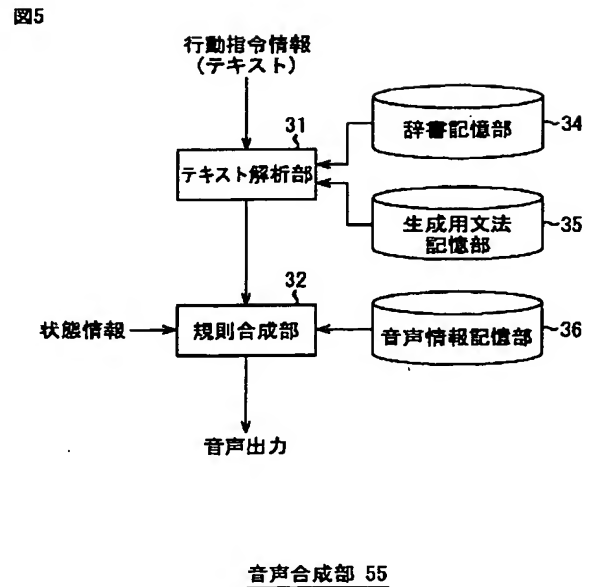 図5
行動指令情報
（テキスト）
31
テキスト解析部
辞書記憶部
34
生成用文法
記憶部
35
32
状態情報
規則合成部
音声情報記憶部
36
音声出力
音声合成部 55